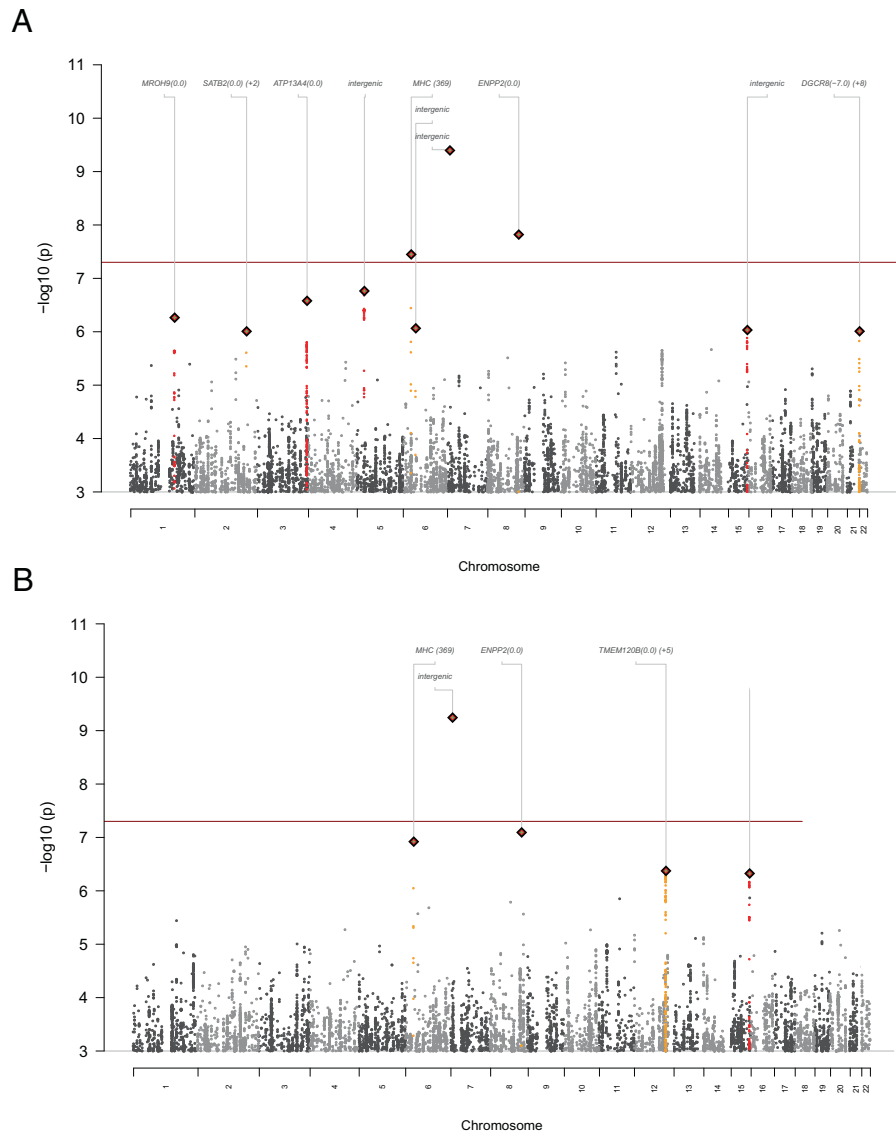 A
11
MROH9(0.0) SATB2(0.0) (+2) ATP13A4(0.0) intergenic MHC (369) ENPP2(0.0) intergenic DGCR8(−7.0) (+8)
intergenic
10
intergenic
9
8
7
6
5
4
3
−log10 (p)
1 2 3 4 5 6 7 8 9 10 11 12 13 14 15 16 17 18 19 20 21 22
Chromosome
B
11
MHC (369) ENPP2(0.0) TMEM120B(0.0) (+5)
intergenic
10
9
8
7
6
5
4
3
−log10 (p)
1 2 3 4 5 6 7 8 9 10 11 12 13 14 15 16 17 18 19 20 21 22
Chromosome